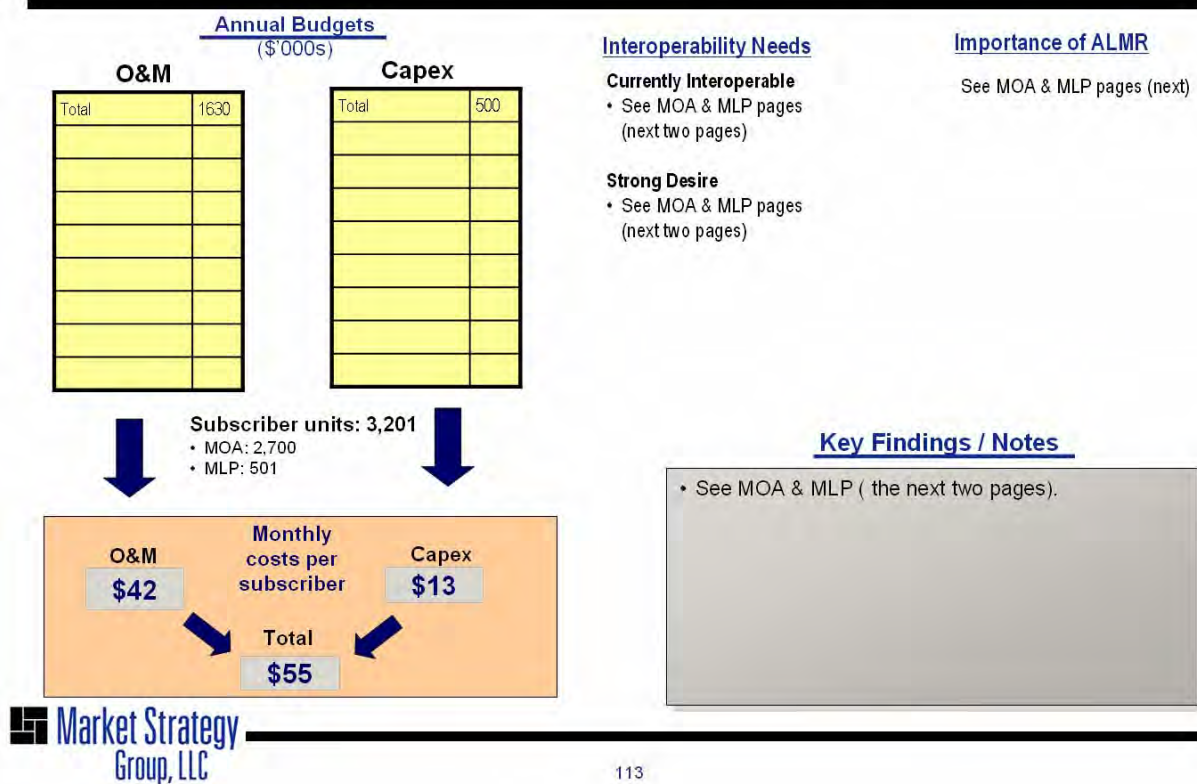 Annual Budgets
($'000s)
O&M
Total 1630
Capex
Total 500
Subscriber units: 3,201
• MOA: 2,700
• MLP: 501
Monthly
costs per
subscriber
O&M
$42
Capex
$13
Total
$55
Interoperability Needs
Currently Interoperable
• See MOA & MLP pages
(next two pages)
Strong Desire
• See MOA & MLP pages
(next two pages)
Importance of ALMR
See MOA & MLP pages (next)
Key Findings / Notes
• See MOA & MLP ( the next two pages).
Market Strategy
Group, LLC
113